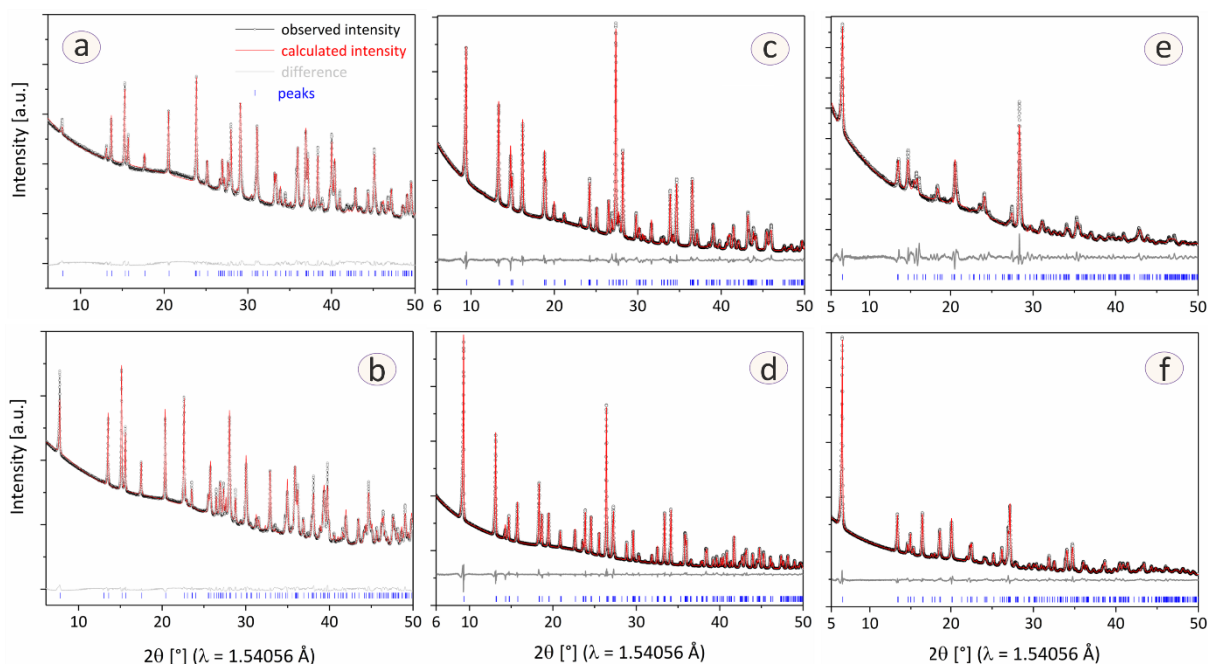 a
observed intensity
calculated intensity
difference
peaks
Intensity [a.u.]
10 20 30 40 50
c
6 10 20 30 40 50
e
5 10 20 30 40 50
b
Intensity [a.u.]
10 20 30 40 50
2θ [°] (λ = 1.54056 Å)
d
6 10 20 30 40 50
2θ [°] (λ = 1.54056 Å)
f
5 10 20 30 40 50
2θ [°] (λ = 1.54056 Å)